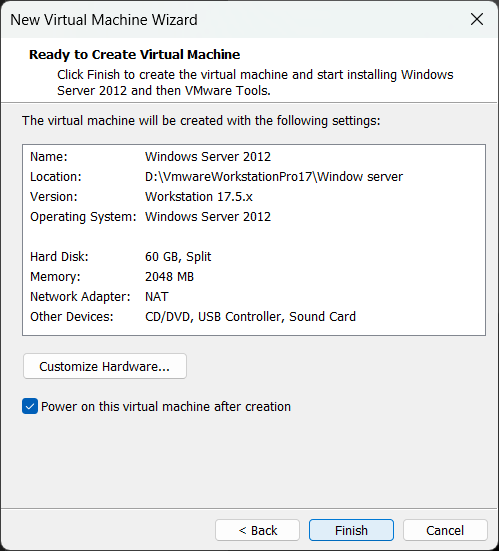 New Virtual Machine Wizard
Ready to Create Virtual Machine
Click Finish to create the virtual machine and start installing Windows
Server 2012 and then VMware Tools.
The virtual machine will be created with the following settings:
Name: Windows Server 2012
Location: D:\VmwareWorkstationPro17\Window server
Version: Workstation 17.5.x
Operating System: Windows Server 2012
Hard Disk: 60 GB, Split
Memory: 2048 MB
Network Adapter: NAT
Other Devices: CD/DVD, USB Controller, Sound Card
Customize Hardware...
Power on this virtual machine after creation
< Back Finish Cancel